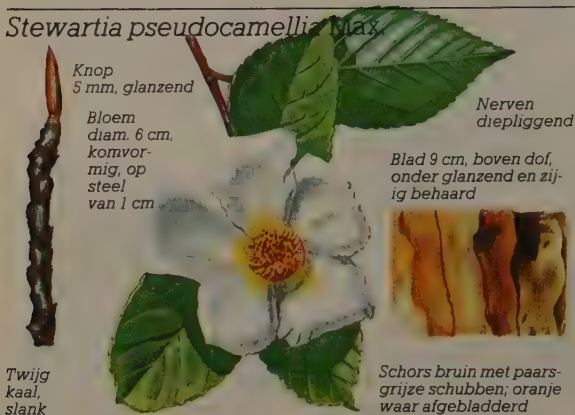 Stewartia pseudocamellia Max.
Knop
5 mm, glanzend
Bloem
diam. 6 cm,
komvor-
mig, op
steel
van 1 cm
Nerven
diepliggend
Blad 9 cm, boven dof,
onder glanzend en zij-
ig behaard
Twijg
kaal,
slank
Schors bruin met paars-
grijze schubben; oranje
waar afgebladderd